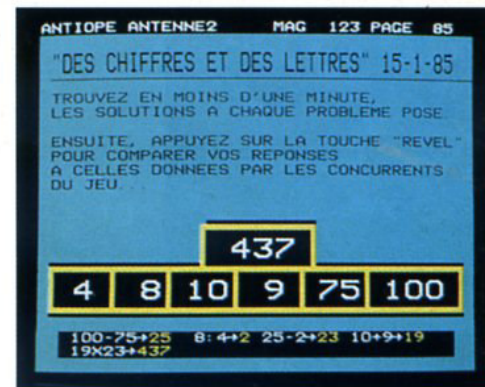 ANTIOPE ANTENNE2 MAG 123 PAGE 85
"DES CHIFFRES ET DES LETTRES" 15-1-85
TROUVEZ EN MOINS D'UNE MINUTE,
LES SOLUTIONS A CHAQUE PROBLEME POSE
ENSUITE, APPUYEZ SUR LA TOUCHE "REVEL"
POUR COMPARER VOS REPONSES
A CELLES DONNEES PAR LES CONCURRENTS
DU JEU...
437
4 8 10 9 75 100
100-75→25 8:4→2 25-2→23 10+9→19
19X23→437